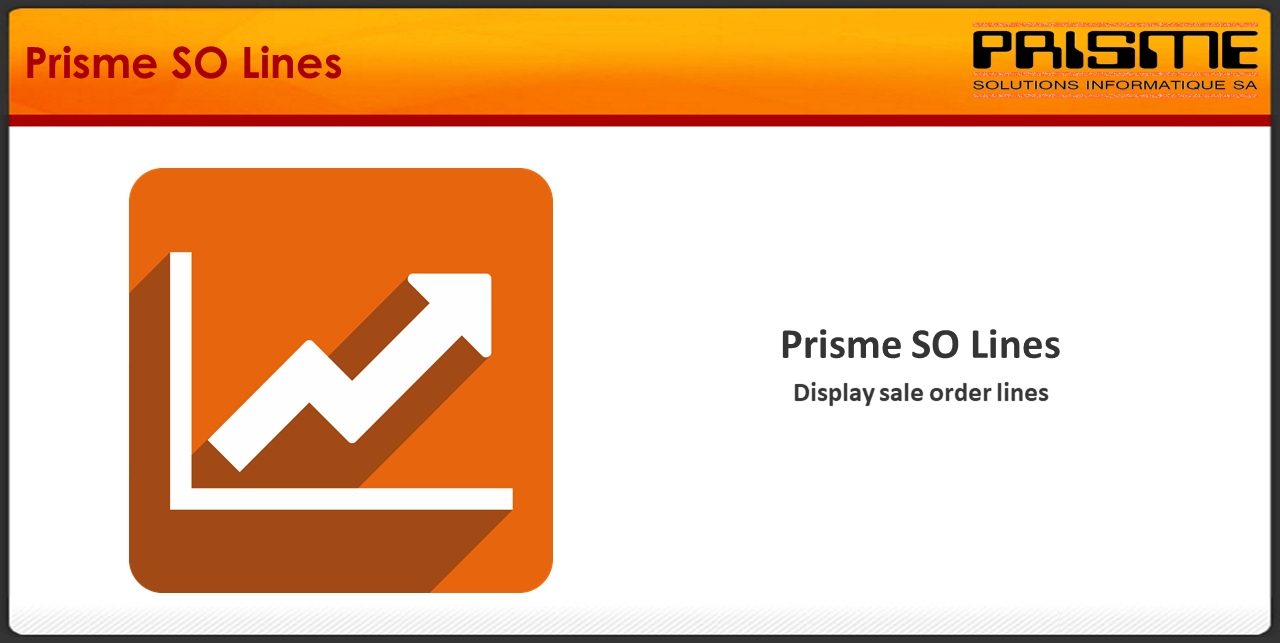 Prisme SO Lines
PRISME
SOLUTIONS INFORMATIQUE SA
Prisme SO Lines
Display sale order lines